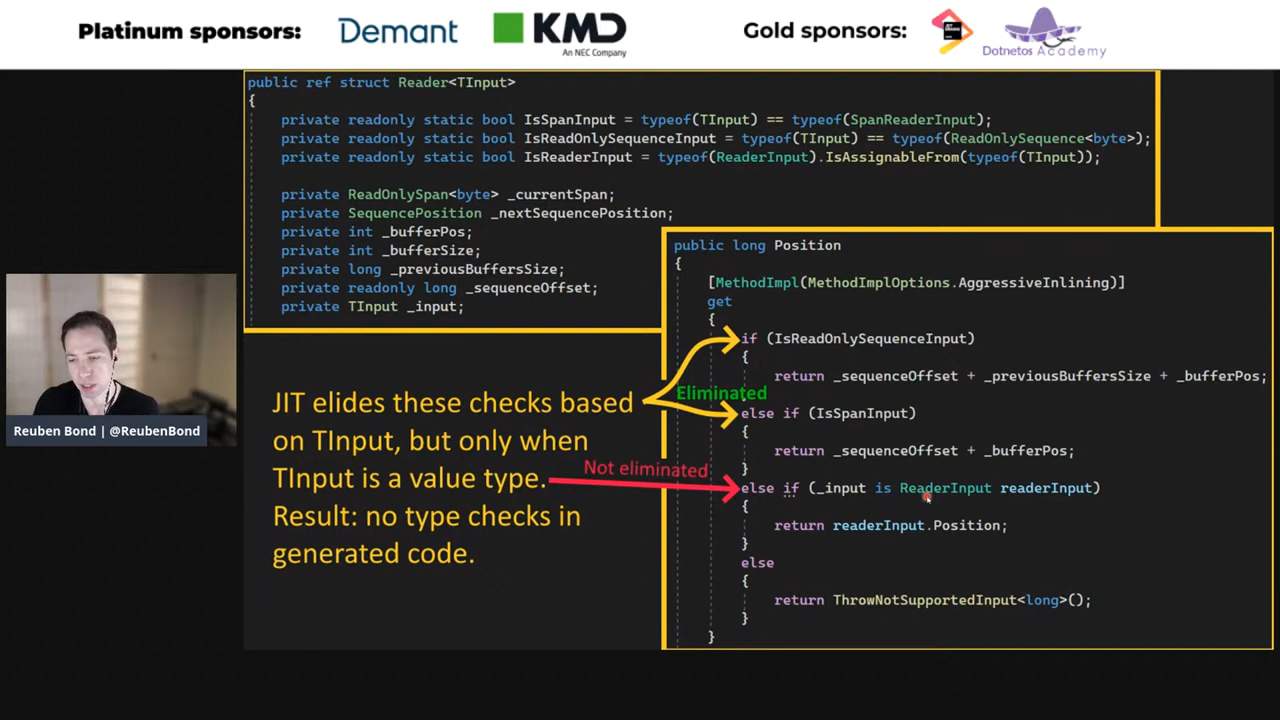 Platinum sponsors:
Demant
KMD
An NEC Company
Gold sponsors:
Dotnetos Academy
public ref struct Reader<TInput>
{
private readonly static bool IsSpanInput = typeof(TInput) == typeof(SpanReaderInput);
private readonly static bool IsReadOnlySequenceInput = typeof(TInput) == typeof(ReadOnlySequence<byte>);
private readonly static bool IsReaderInput = typeof(ReaderInput).IsAssignableFrom(typeof(TInput));
private ReadOnlySpan<byte> _currentSpan;
private SequencePosition _nextSequencePosition;
private int _bufferPos;
private int _bufferSize;
private long _previousBuffersSize;
private readonly long _sequenceOffset;
private TInput _input;
public long Position
{
[MethodImpl(MethodImplOptions.AggressiveInlining)]
get
{
if (IsReadOnlySequenceInput)
{
return _sequenceOffset + _previousBuffersSize + _bufferPos;
}
else if (IsSpanInput)
{
return _sequenceOffset + _bufferPos;
}
else if (_input is ReaderInput readerInput)
{
return readerInput.Position;
}
else
{
return ThrowNotSupportedInput<long>();
}
}
Eliminated
Not eliminated
JIT elides these checks based
on TInput, but only when
TInput is a value type.
Result: no type checks in
generated code.
Reuben Bond | @ReubenBond